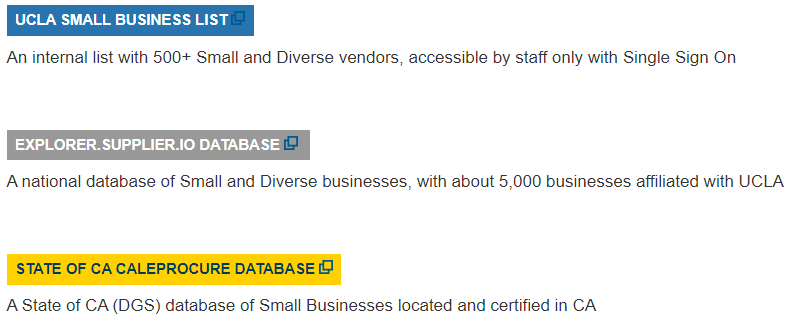 UCLA SMALL BUSINESS LIST
An internal list with 500+ Small and Diverse vendors, accessible by staff only with Single Sign On
EXPLORER.SUPPLIER.IO DATABASE
A national database of Small and Diverse businesses, with about 5,000 businesses affiliated with UCLA
STATE OF CA CALEPROCURE DATABASE
A State of CA (DGS) database of Small Businesses located and certified in CA